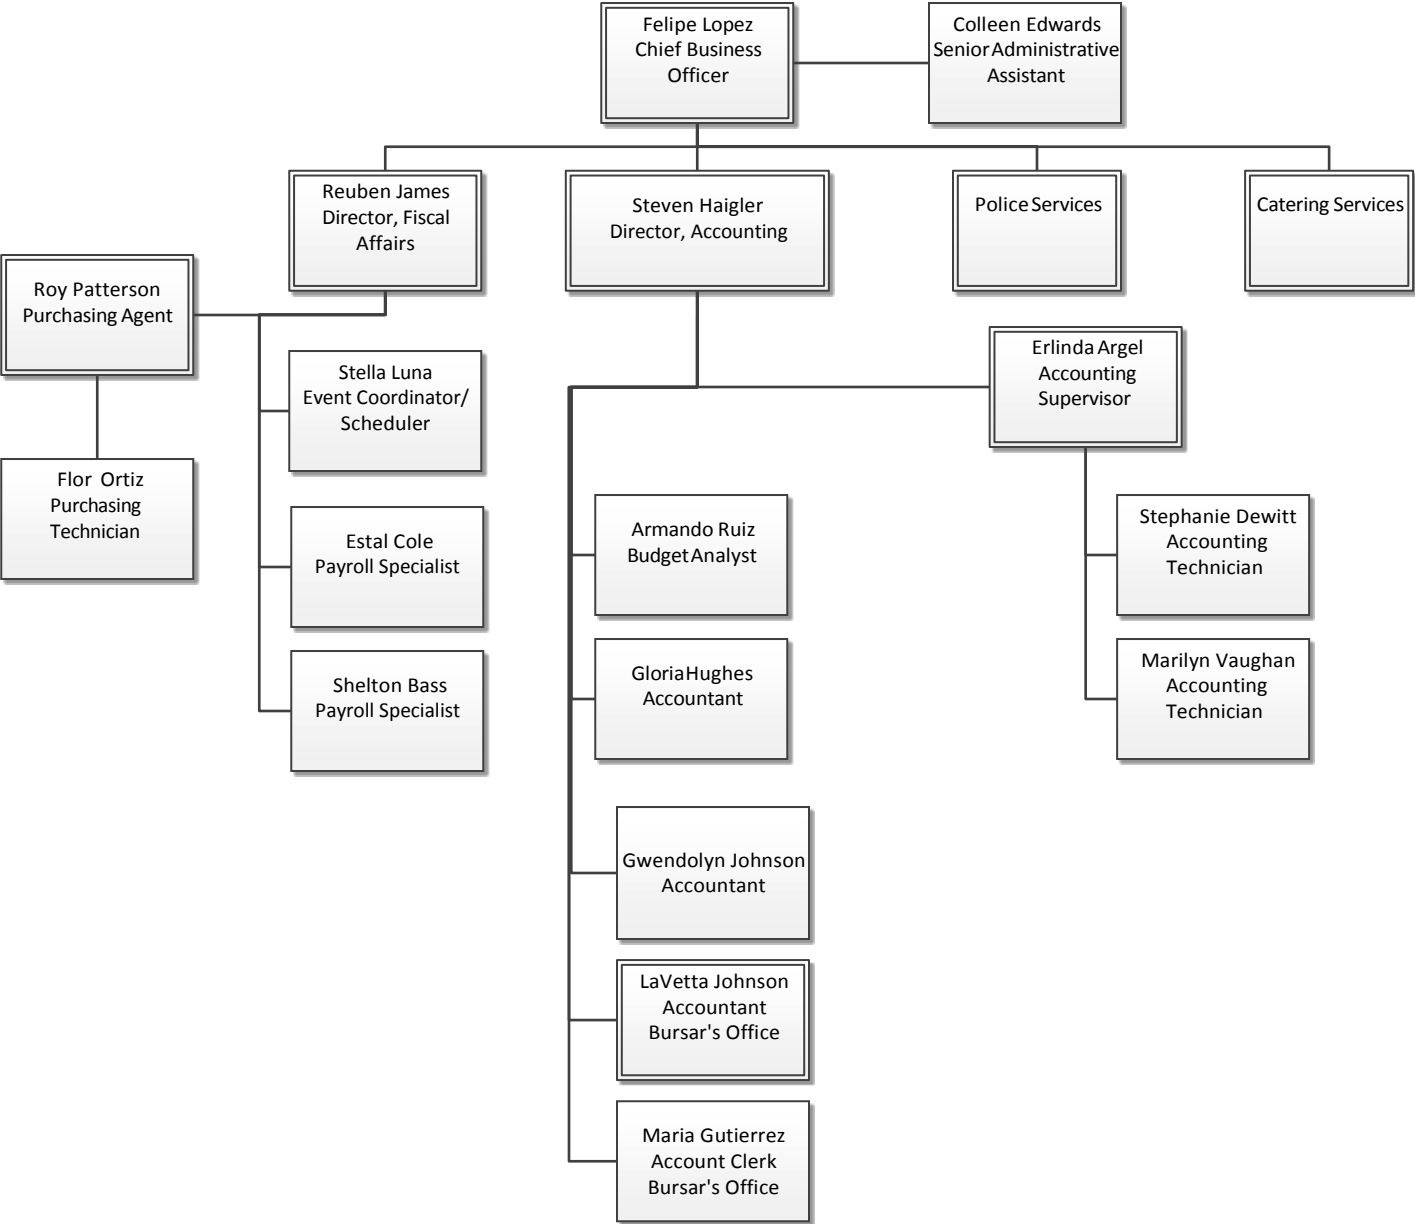 Felipe Lopez
Chief Business
Officer
Colleen Edwards
Senior Administrative
Assistant
Reuben James
Director, Fiscal
Affairs
Steven Haigler
Director, Accounting
Police Services
Catering Services
Roy Patterson
Purchasing Agent
Flor Ortiz
Purchasing
Technician
Stella Luna
Event Coordinator/
Scheduler
Estal Cole
Payroll Specialist
Shelton Bass
Payroll Specialist
Erlinda Argel
Accounting
Supervisor
Armando Ruiz
Budget Analyst
Gloria Hughes
Accountant
Gwendolyn Johnson
Accountant
LaVetta Johnson
Accountant
Bursar's Office
Maria Gutierrez
Account Clerk
Bursar's Office
Stephanie Dewitt
Accounting
Technician
Marilyn Vaughan
Accounting
Technician